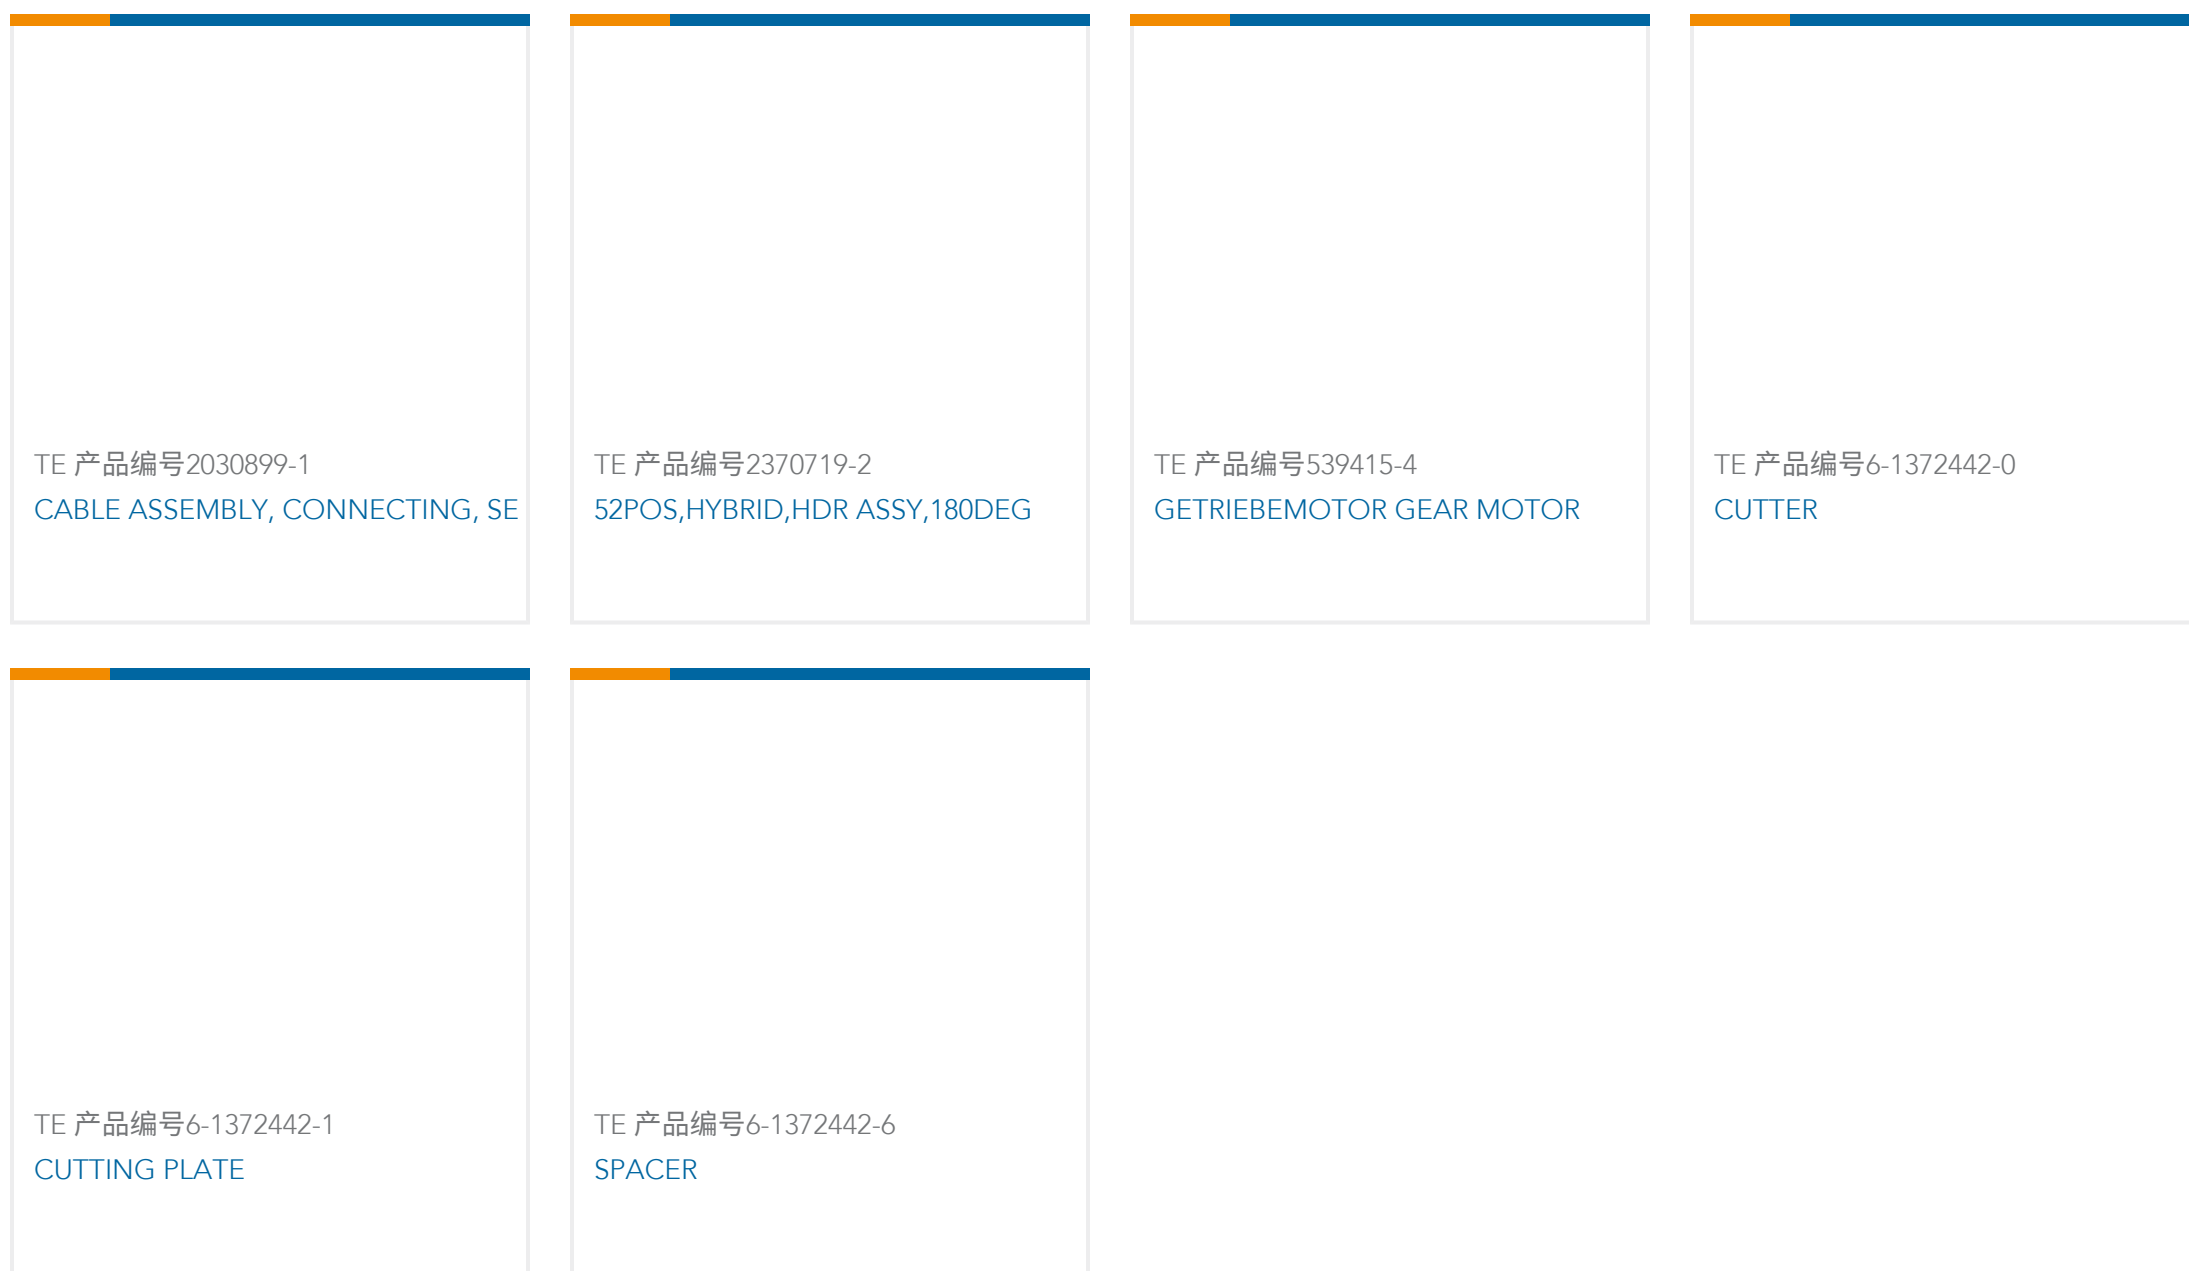 TE 产品编号2030899-1
CABLE ASSEMBLY, CONNECTING, SE
TE 产品编号2370719-2
52POS,HYBRID,HDR ASSY,180DEG
TE 产品编号539415-4
GETRIEBEMOTOR GEAR MOTOR
TE 产品编号6-1372442-0
CUTTER
TE 产品编号6-1372442-1
CUTTING PLATE
TE 产品编号6-1372442-6
SPACER